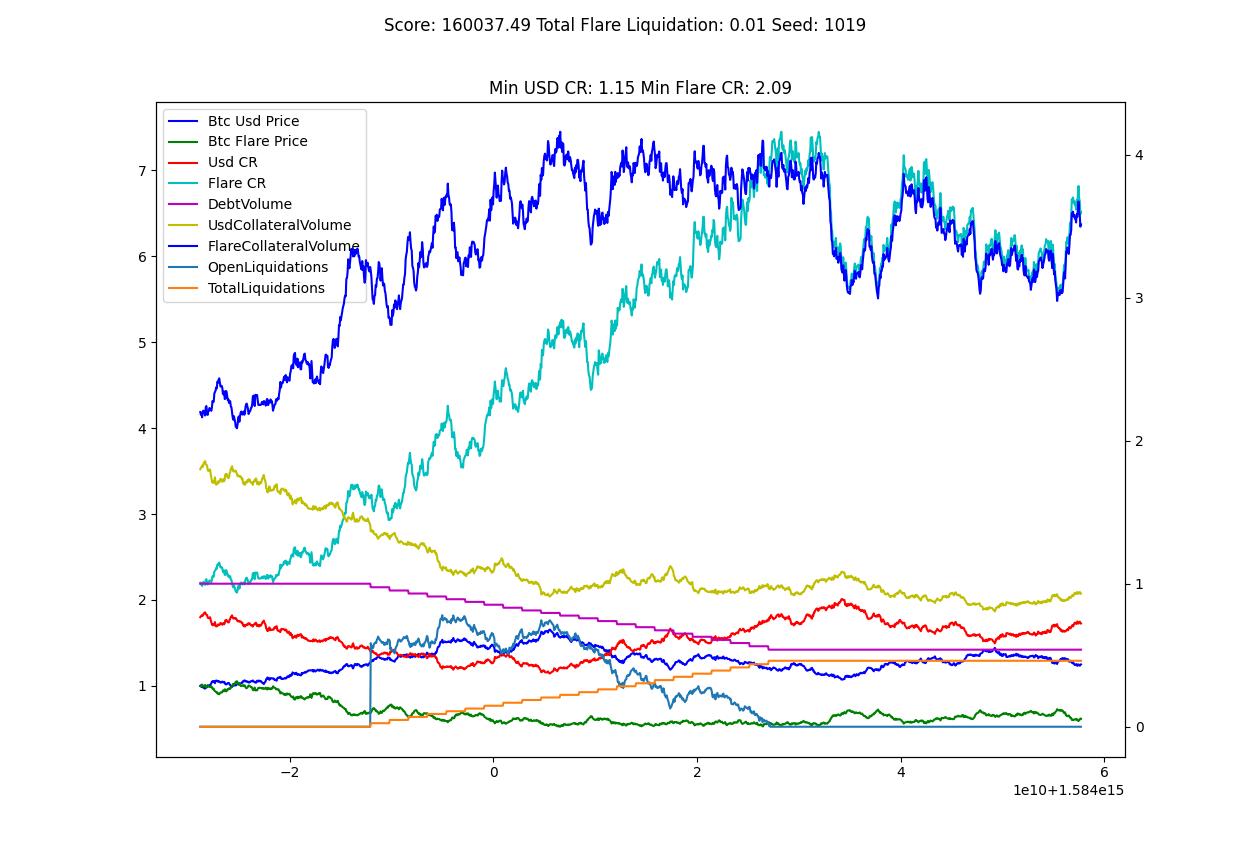 Score: 160037.49 Total Flare Liquidation: 0.01 Seed: 1019
Min USD CR: 1.15 Min Flare CR: 2.09
Btc Usd Price
Btc Flare Price
Usd CR
Flare CR
DebtVolume
UsdCollateralVolume
FlareCollateralVolume
OpenLiquidations
TotalLiquidations
7
6
5
4
3
2
1
4
3
2
1
0
−2
0
2
4
6
1e10+1.584e15